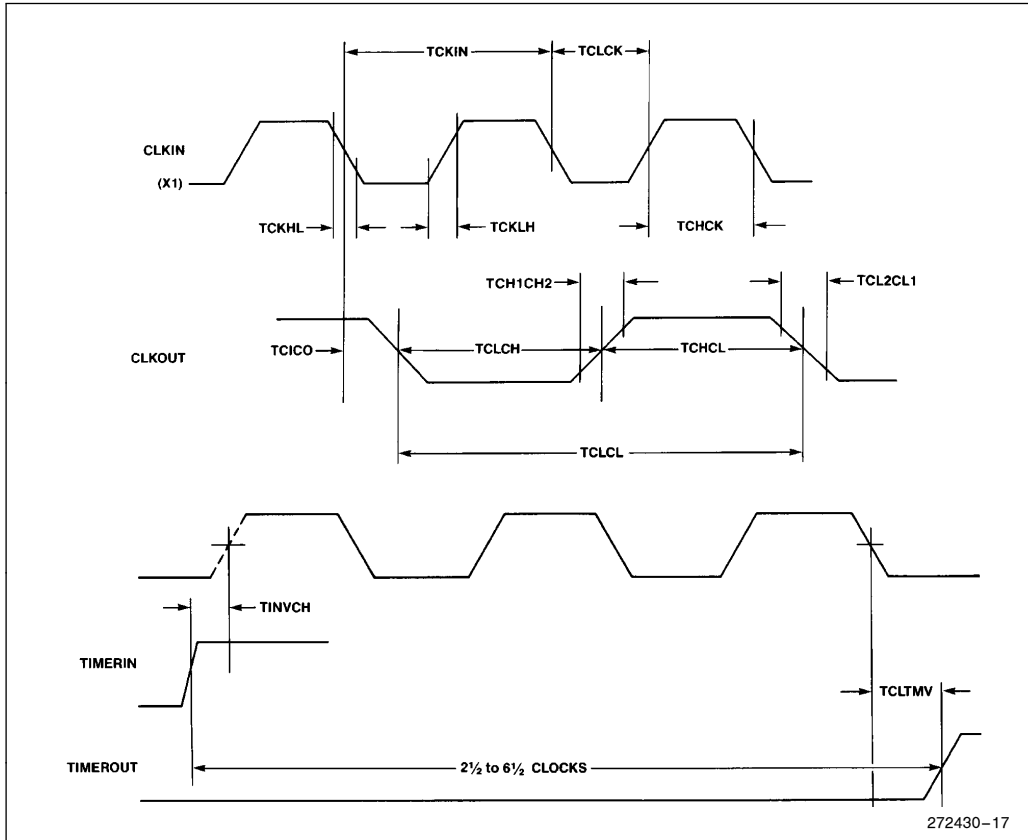 TCKIN
TCLCK
CLKIN
(X1)
TCKHL
TCKLH
TCHCK
TCH1CH2
TCL2CL1
CLKOUT
TCICO
TCLCH
TCHCL
TCLCL
TINVCH
TIMERIN
TCLTMV
TIMEROUT
2½ to 6½ CLOCKS
272430–17